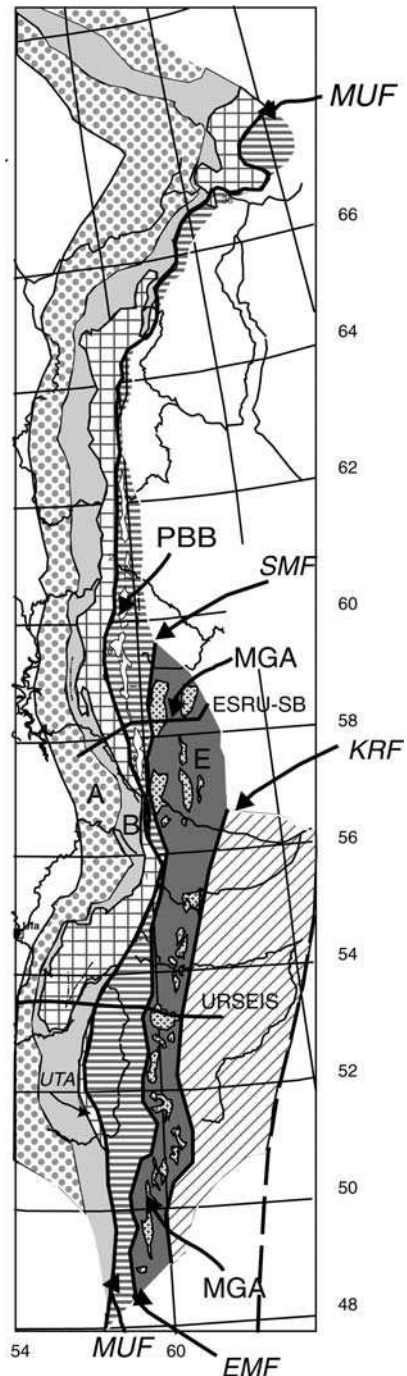 MUF
66
64
62
PBB
SMF
60
MGA
ESRU-SB
58
E
KRF
A
B
56
Ufa
54
URSEIS
UTA
52
50
MGA
48
54
MUF
60
EMF